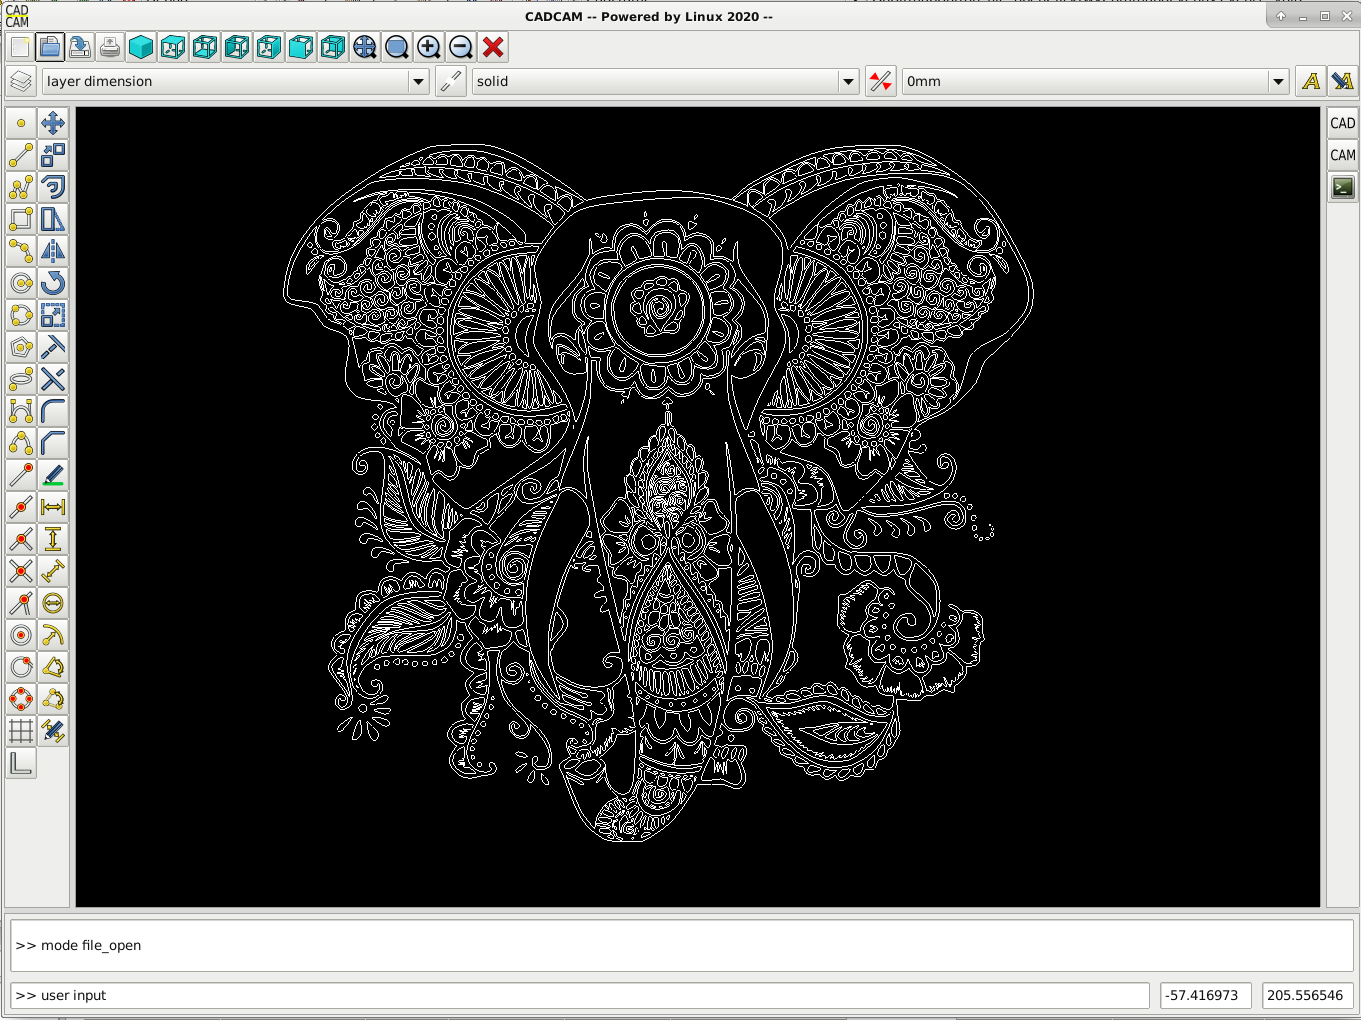 CAD
CAM
CADCAM -- Powered by Linux 2020 --
layer dimension
solid
0mm
CAD
CAM
>> mode file_open
>> user input
-57.416973
205.556546